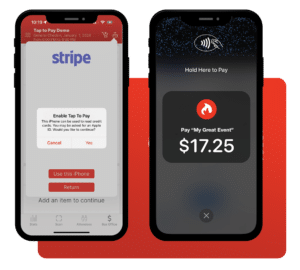 12:19
Tap to Pay Demo
stripe
Enable Tap To Pay
This iPhone can be used to read credit
cards. You may be asked for an Apple
ID. Would you like to continue?
Cancel
Yes
Use this iPhone
Return
Add an item to continue
Hold Here to Pay
Pay "My Great Event"
$17.25